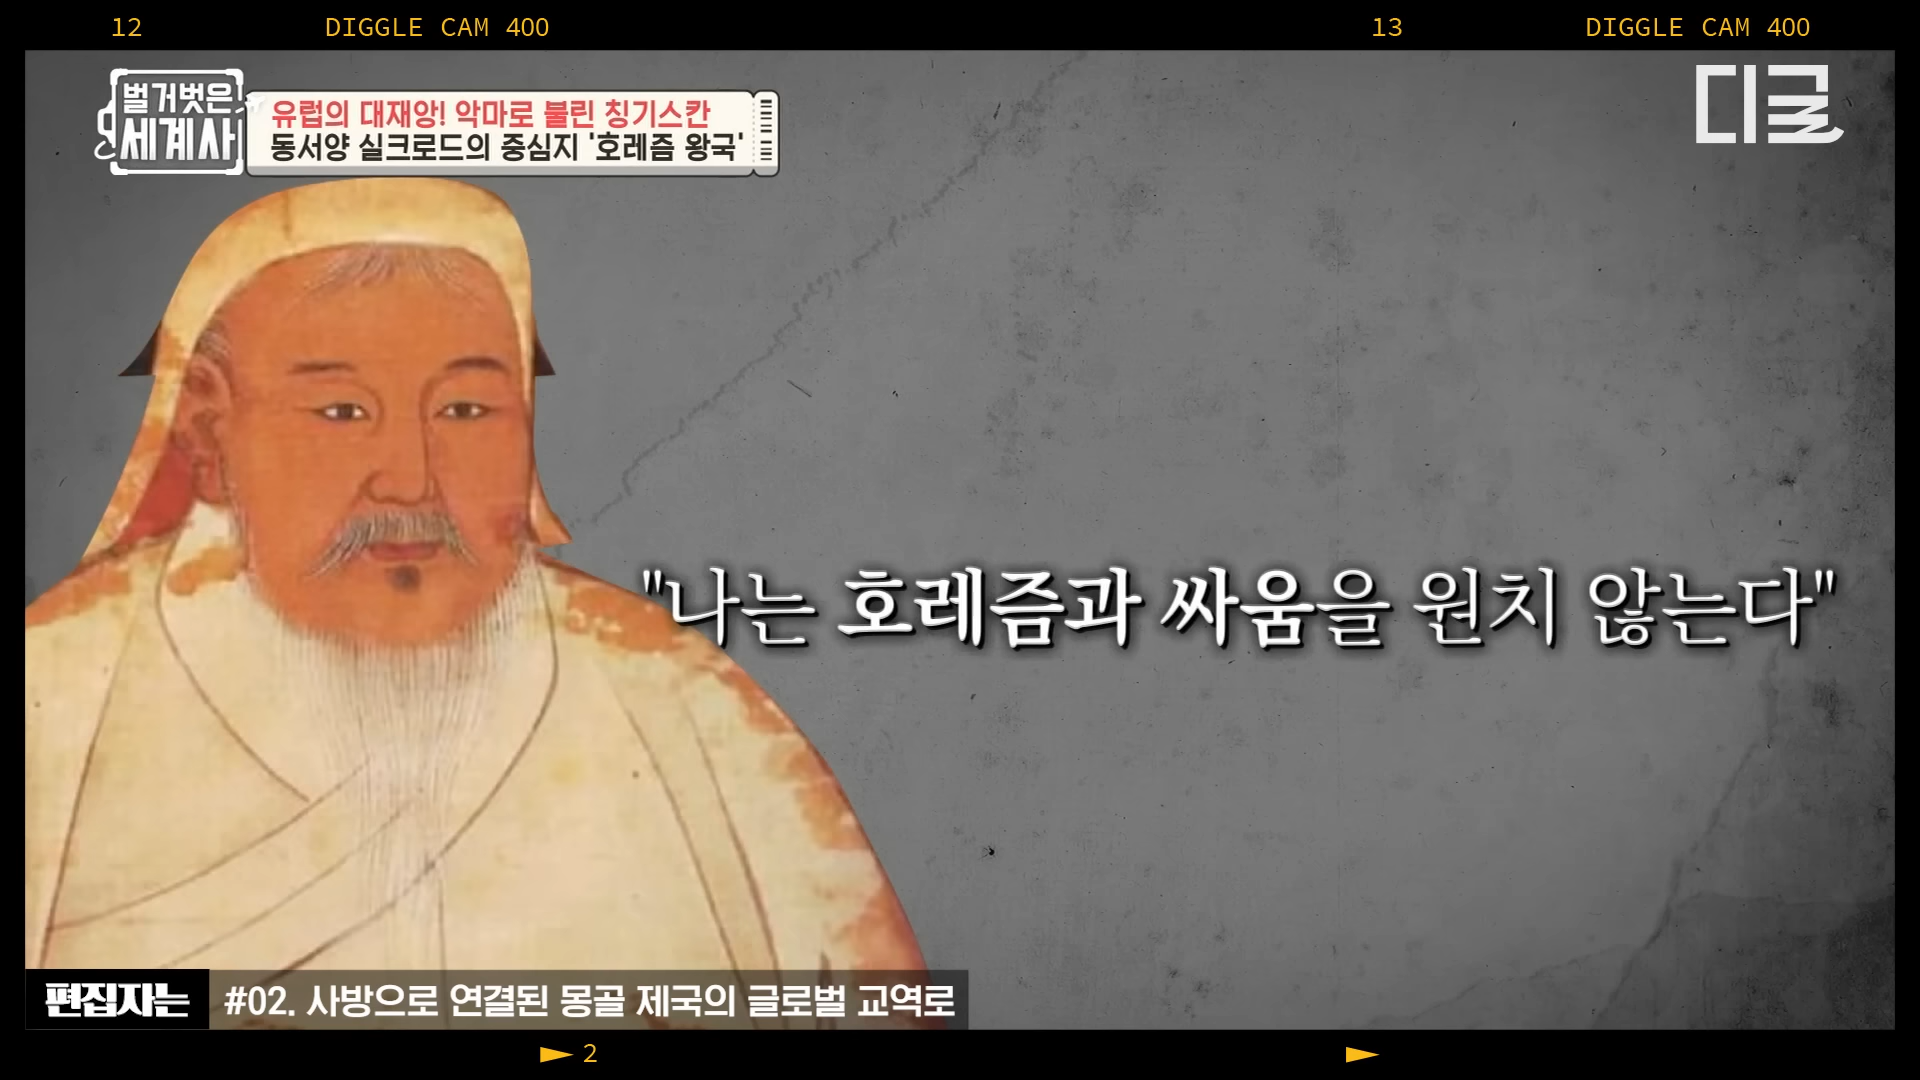 12
DIGGLE CAM 400
13
DIGGLE CAM 400
벌거벗은
세계사
유럽의 대재앙! 악마로 불린 칭기스칸
동서양 실크로드의 중심지 '호레즘 왕국'
디글
"나는 호레즘과 싸움을 원치 않는다"
편집자는
#02. 사방으로 연결된 몽골 제국의 글로벌 교역로
2